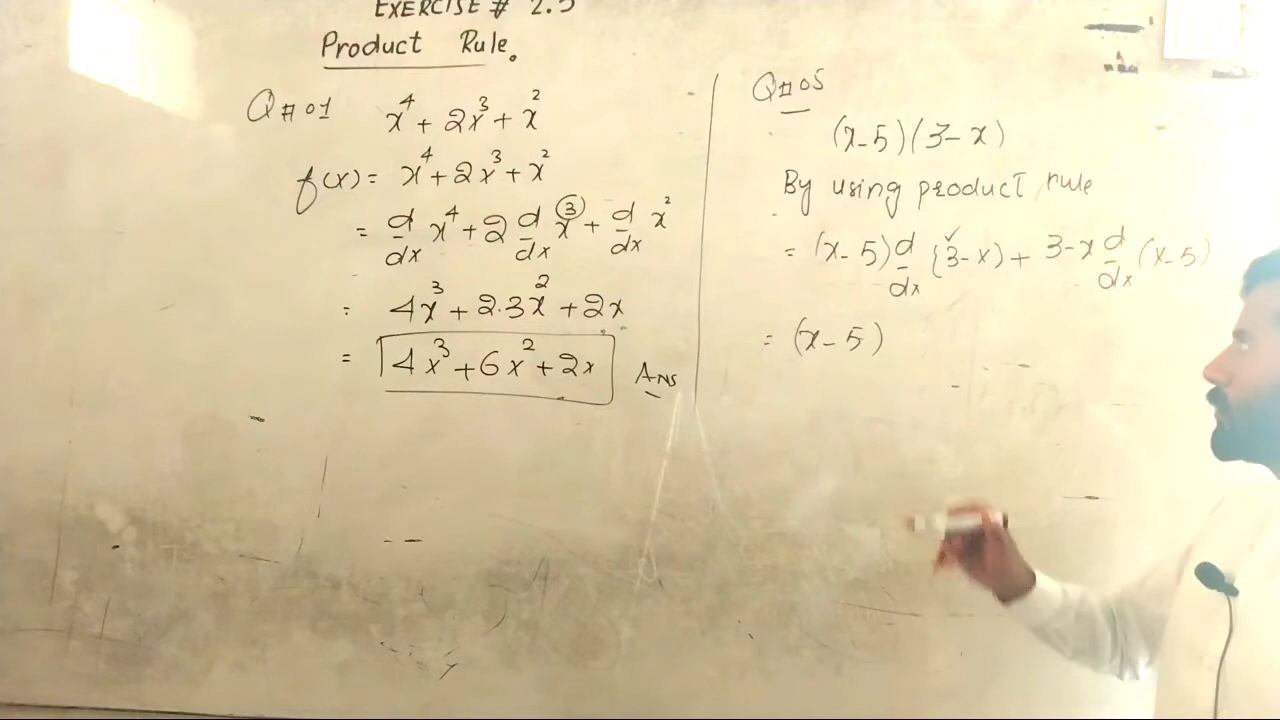 EXERCISE # 2.3
Product Rule.
Q#01 x⁴ + 2x³ + x²
f(x) = x⁴ + 2x³ + x²
= d/dx x⁴ + 2 d/dx x③ + d/dx x²
= 4x³ + 2.3x² + 2x
= 4x³ + 6x² + 2x Ans
Q#05
(x-5)(3-x)
By using product rule
= (x-5) d/dx {3-x) + 3-x d/dx (x-5)
= (x-5)